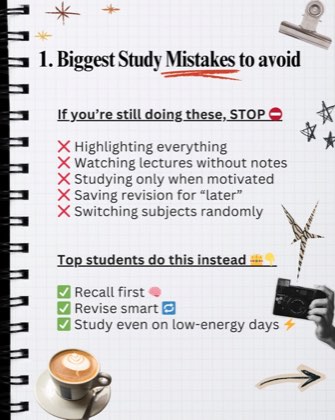 1. Biggest Study Mistakes to avoid
If you're still doing these, STOP ⛔
❌ Highlighting everything
❌ Watching lectures without notes
❌ Studying only when motivated
❌ Saving revision for “later”
❌ Switching subjects randomly
Top students do this instead 👑👇
✅ Recall first 🧠
✅ Revise smart 🔁
✅ Study even on low-energy days ⚡